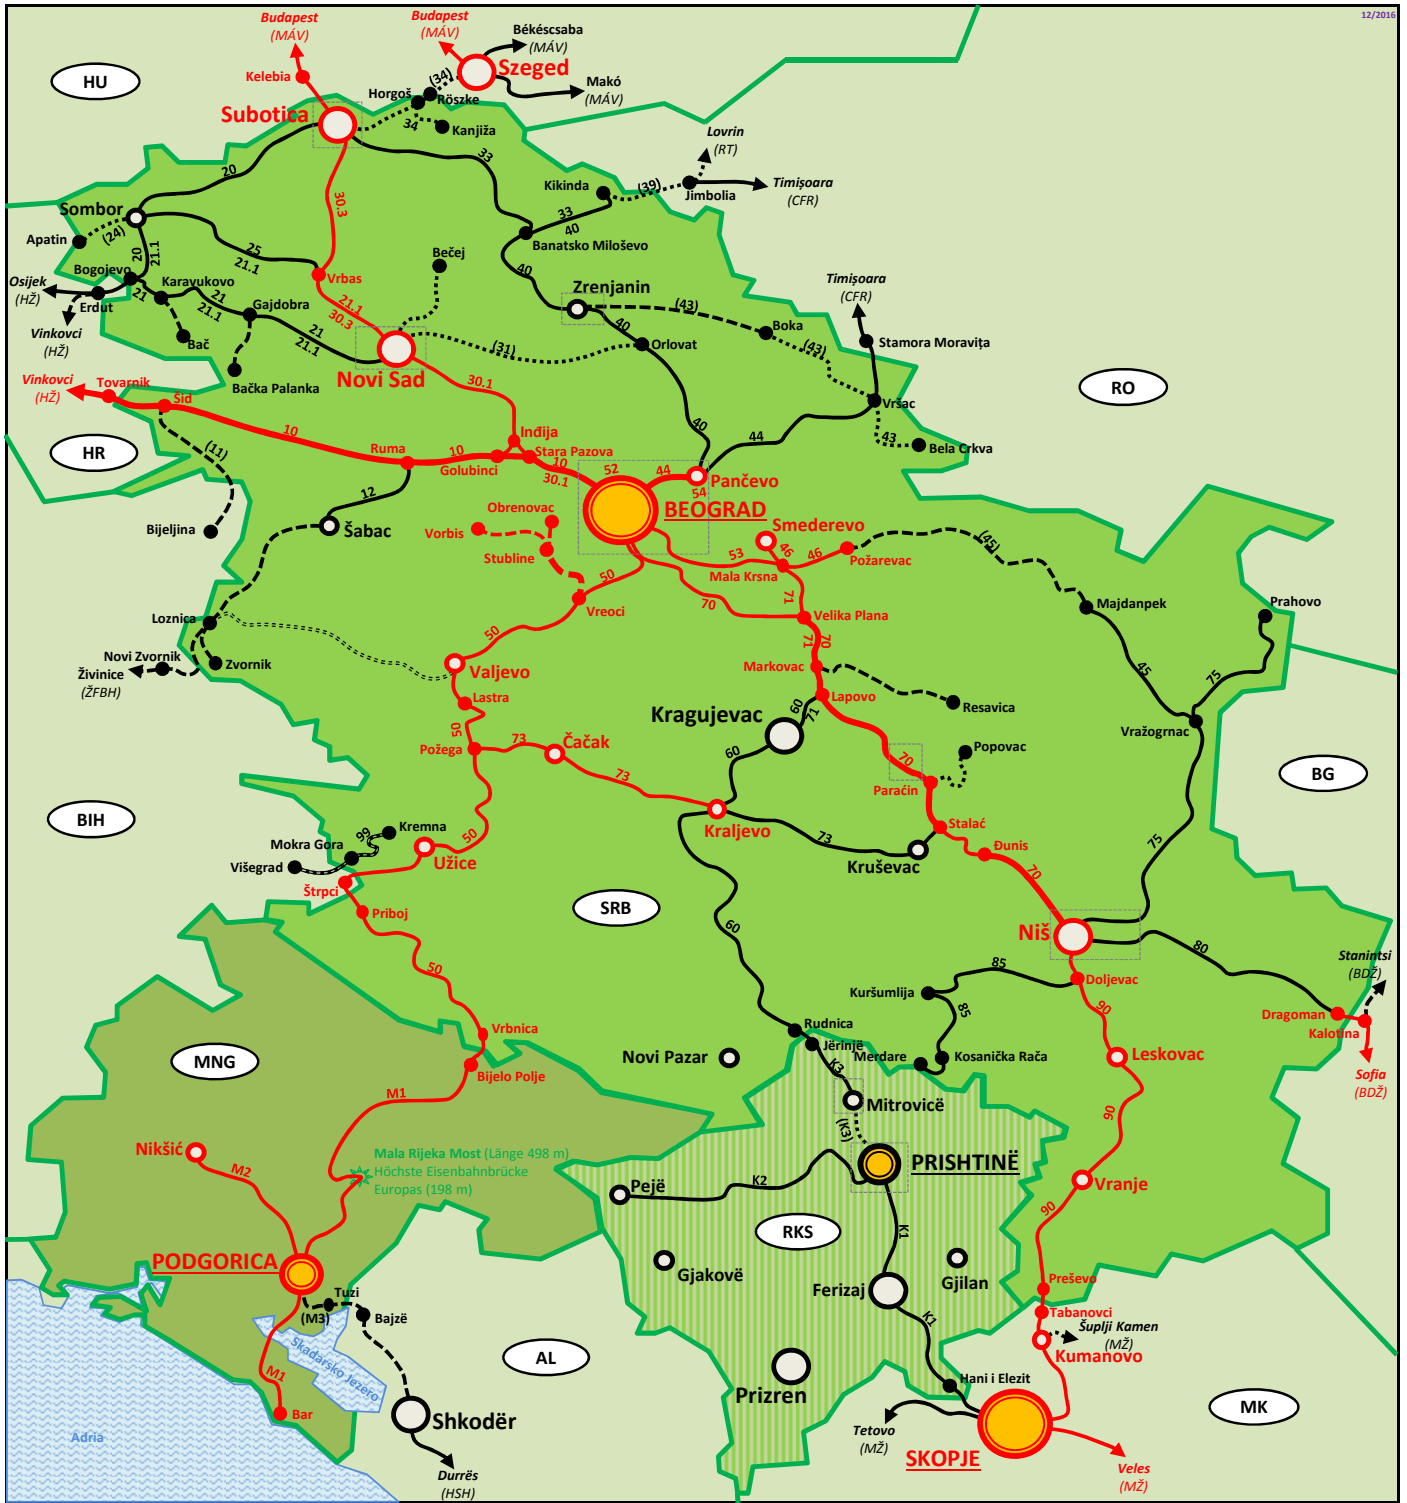 12/2016
Budapest
(MÁV)
Budapest
(MÁV)
Békéscsaba
(MÁV)
HU
Kelebia
Szeged
(34)
Makó
(MÁV)
Horgoš
Röszke
Subotica
34
Kanjiža
Lovrin
(RT)
33
20
Kikinda
(39)
Jimbolia
Timișoara
(CFR)
30.3
Sombor
33
40
Apatin
(24)
Banatsko Miloševo
20
21.1
25
21.1
Bečej
40
Bogojevo
Karavukovo
Vrbas
Timișoara
(CFR)
Osijek
(HŽ)
Erdut
21
21
21.1
Gajdobra
21.1
30.3
Zrenjanin
(43)
Vinkovci
(HŽ)
Bač
21
21.1
40
Boka
(43)
Stamora Moravița
(31)
Orlovat
Bačka Palanka
Novi Sad
RO
Vinkovci
(HŽ)
Tovarnik
Šid
30.1
Vršac
HR
10
40
44
43
Bela Crkva
(11)
Ruma
10
Inđija
Golubinci
Stara Pazova
10
30.1
52
44
54
Pančevo
12
Bijeljina
Šabac
Obrenovac
Vorbis
BEOGRAD
Smederevo
Stubline
46
46
53
Požarevac
(45)
Mala Krsna
50
71
Vreoci
70
Velika Plana
Majdanpek
Prahovo
Loznica
50
71
70
Novi Zvornik
Živinice
(ŽFBH)
Zvornik
Valjevo
Markovac
45
75
Lastra
Lapovo
Resavica
60
71
Kragujevac
50
Vražogrnac
Požega
73
Čačak
60
70
Popovac
73
Paraćin
BG
BIH
Kremna
99
Mokra Gora
Višegrad
50
Užice
Kraljevo
73
Stalać
Kruševac
Đunis
75
70
Štrpci
Priboj
SRB
60
Niš
80
50
85
Stanintsi
(BDŽ)
Kuršumlija
Doljevac
90
85
Dragoman
Kalotina
Vrbnica
Rudnica
Jërinjë
Merdare
Kosanička Rača
Leskovac
MNG
Novi Pazar
Bijelo Polje
K3
Sofia
(BDŽ)
M1
Mitrovicë
(K3)
90
Nikšić
Mala Rijeka Most (Länge 498 m)
Höchste Eisenbahnbrücke
Europas (198 m)
M2
PRISHTINË
Pejë
K2
Vranje
90
RKS
K1
PODGORICA
Gjakovë
Gjilan
Ferizaj
Preševo
Tuzi
(M3)
Bajzë
Tabanovci
K1
Šuplji Kamen
(MŽ)
Kumanovo
Skadarsko Jezero
AL
M1
Prizren
Hani i Elezit
Bar
Shkodër
MK
Adria
Tetovo
(MŽ)
SKOPJE
Durrës
(HSH)
Veles
(MŽ)